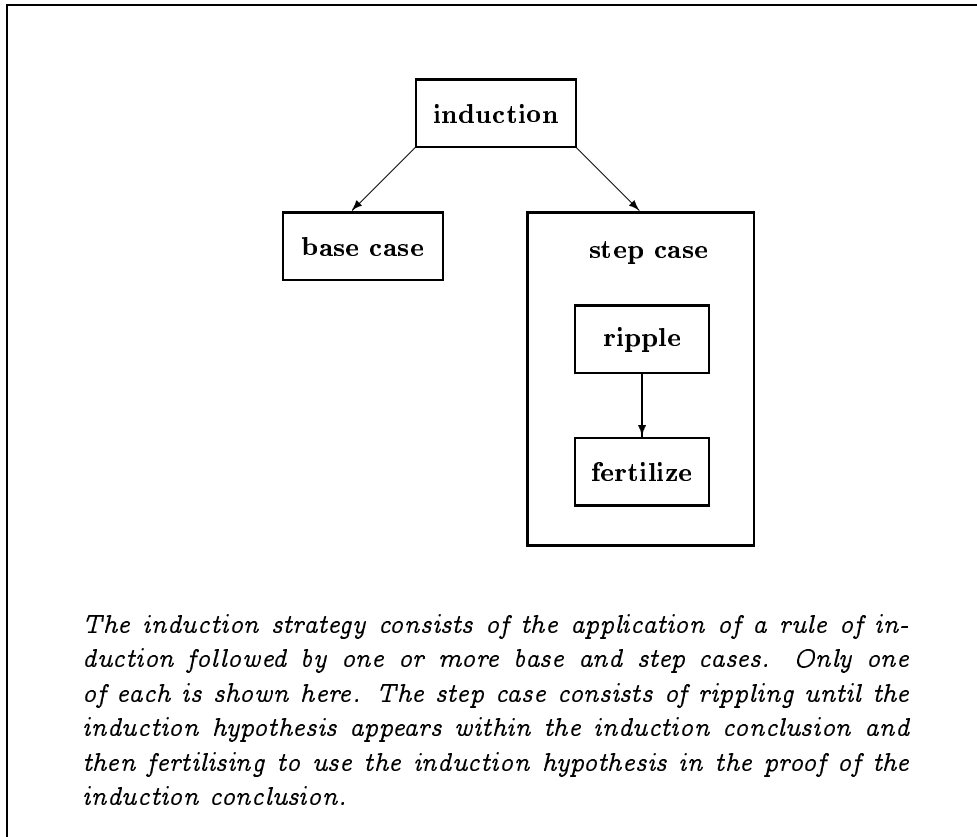 induction
base case
step case
ripple
fertilize
The induction strategy consists of the application of a rule of in-
duction followed by one or more base and step cases. Only one
of each is shown here. The step case consists of rippling until the
induction hypothesis appears within the induction conclusion and
then fertilising to use the induction hypothesis in the proof of the
induction conclusion.